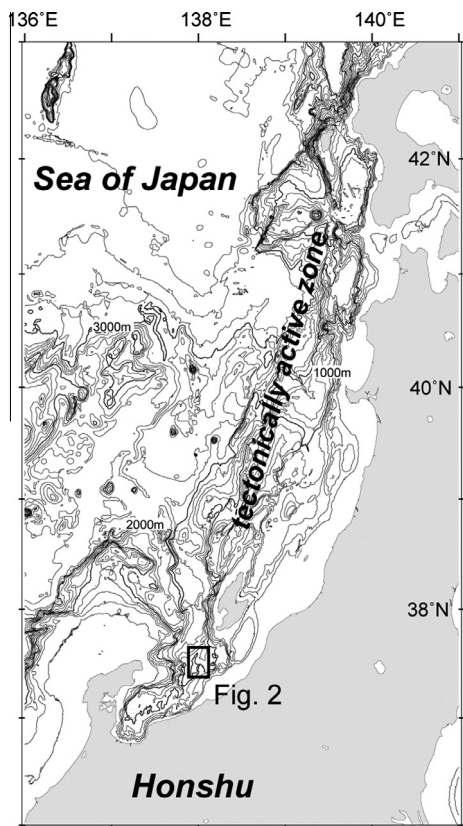 136°E 138°E 140°E
42°N
Sea of Japan
tectonically active zone
3000m
1000m
40°N
2000m
38°N
Fig. 2
Honshu